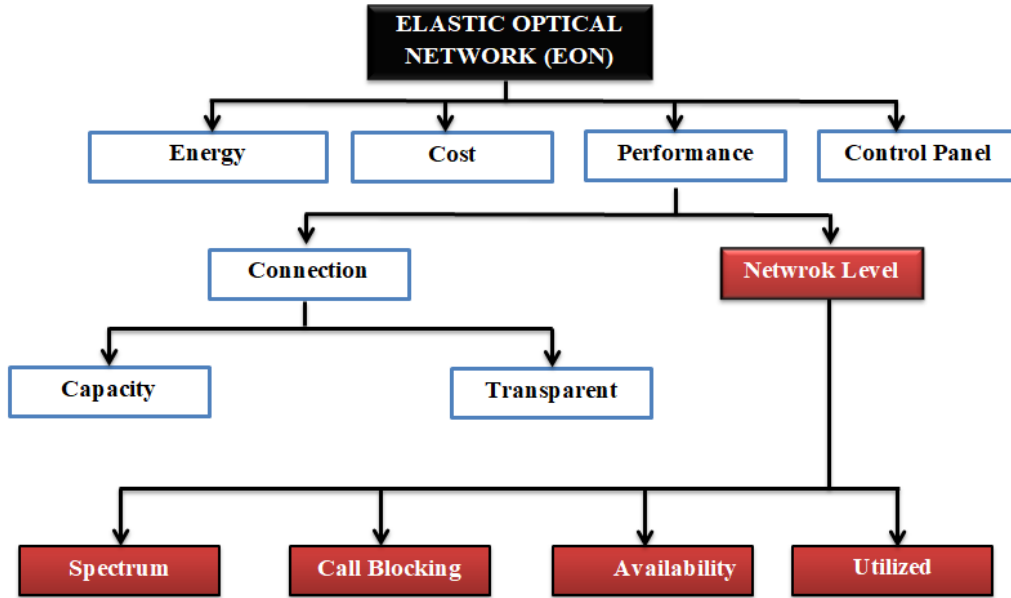 ELASTIC OPTICAL
NETWORK (EON)
Energy
Cost
Performance
Control Panel
Connection
Netwrok Level
Capacity
Transparent
Spectrum
Call Blocking
Availability
Utilized